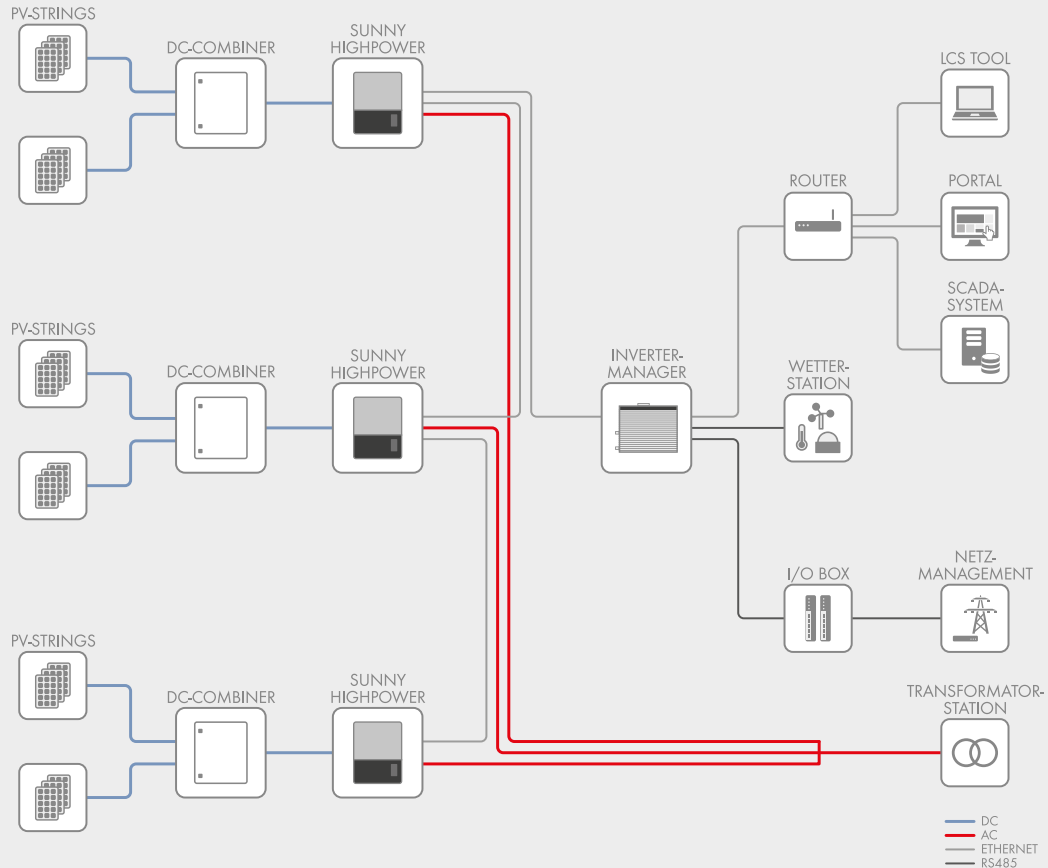 PV-STRINGS
DC-COMBINER
SUNNY
HIGHPOWER
LCS TOOL
ROUTER
PORTAL
SCADA-
SYSTEM
PV-STRINGS
DC-COMBINER
SUNNY
HIGHPOWER
INVERTER-
MANAGER
WETTER-
STATION
I/O BOX
NETZ-
MANAGEMENT
PV-STRINGS
DC-COMBINER
SUNNY
HIGHPOWER
TRANSFORMATOR-
STATION
DC
AC
ETHERNET
RS485